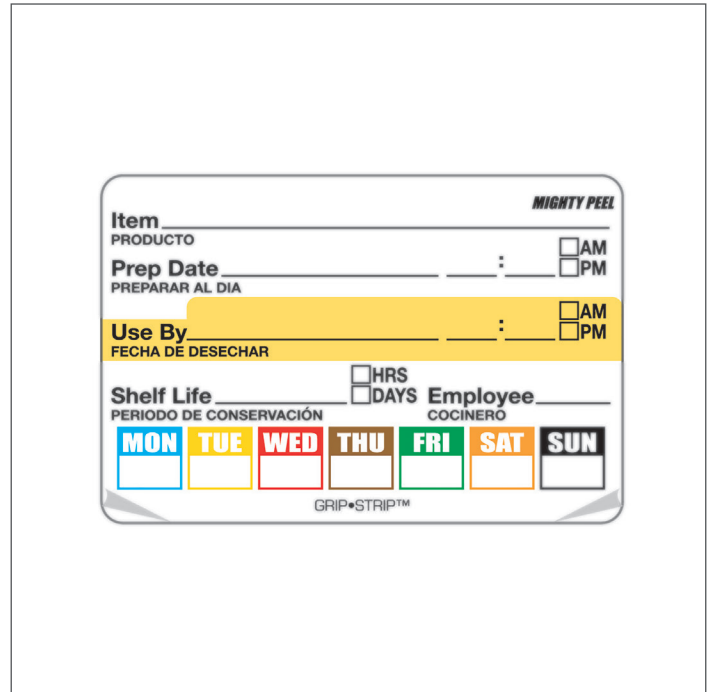 MIGHTY PEEL
Item
PRODUCTO
AM
Prep Date : PM
PREPARAR AL DIA
AM
Use By : PM
FECHA DE DESECHAR
HRS
Shelf Life DAYS Employee
PERIODO DE CONSERVACIÓN COCINERO
MON TUE WED THU FRI SAT SUN
GRIP•STRIP™